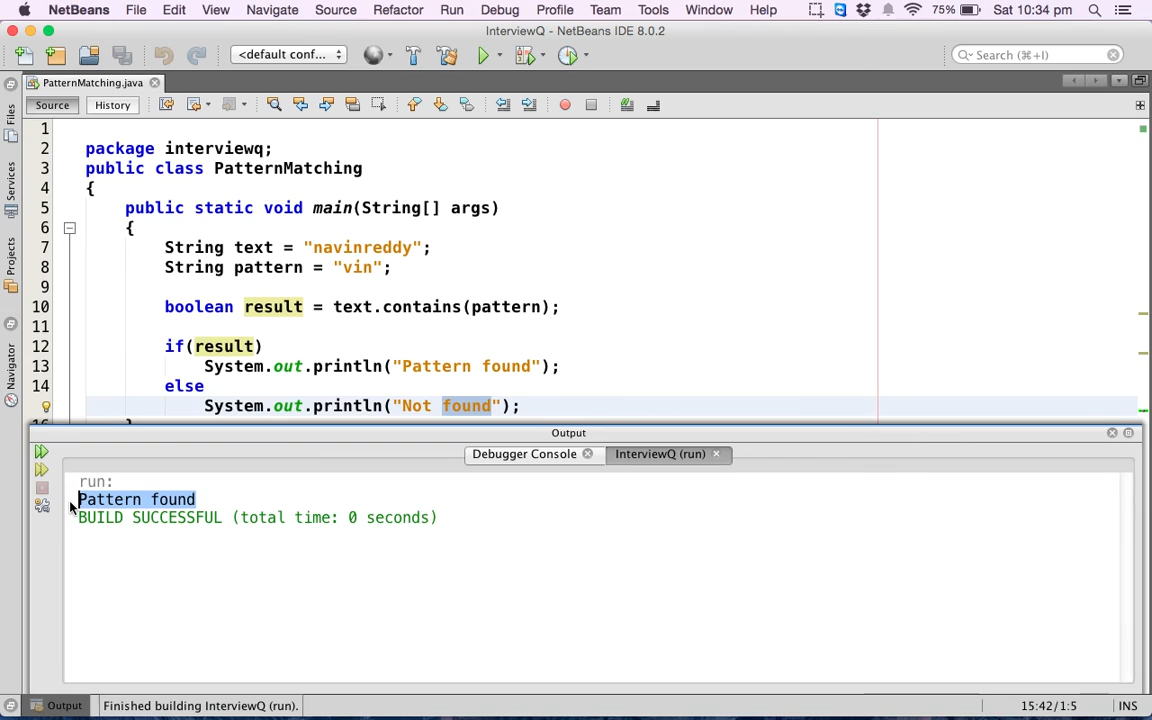 NetBeans File Edit View Navigate Source Refactor Run Debug Profile Team Tools Window Help 75% Sat 10:34 pm
InterviewQ - NetBeans IDE 8.0.2
<default conf... Search (⌘+I)
PatternMatching.java
Source History
Files
Services
Projects
Navigator
1
2 package interviewq;
3 public class PatternMatching
4 {
5 public static void main(String[] args)
6 {
7 String text = "navinreddy";
8 String pattern = "vin";
9
10 boolean result = text.contains(pattern);
11
12 if(result)
13 System.out.println("Pattern found");
14 else
System.out.println("Not found");
Output
Debugger Console InterviewQ (run)
run:
Pattern found
BUILD SUCCESSFUL (total time: 0 seconds)
Output Finished building InterviewQ (run). 15:42/1:5 INS